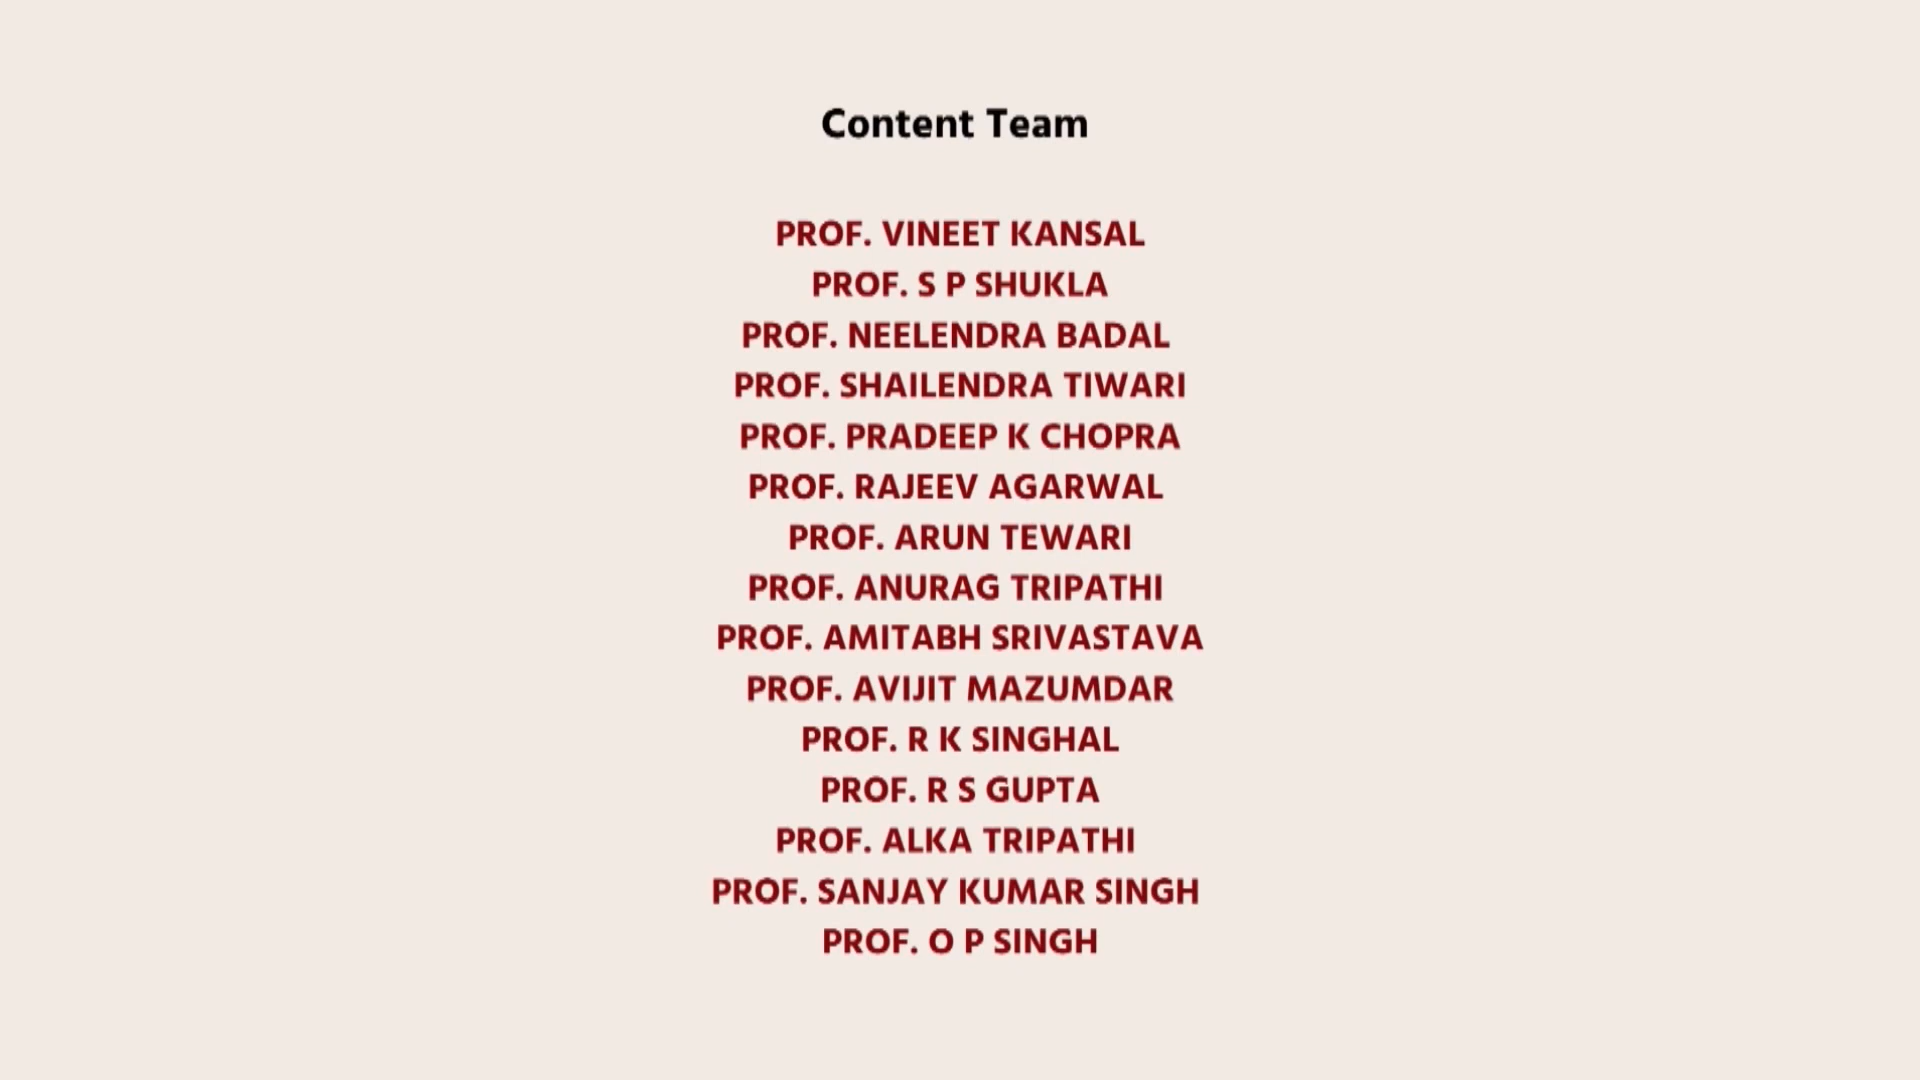 Content Team
PROF. VINEET KANSAL
PROF. S P SHUKLA
PROF. NEELENDRA BADAL
PROF. SHAILENDRA TIWARI
PROF. PRADEEP K CHOPRA
PROF. RAJEEV AGARWAL
PROF. ARUN TEWARI
PROF. ANURAG TRIPATHI
PROF. AMITABH SRIVASTAVA
PROF. AVIJIT MAZUMDAR
PROF. R K SINGHAL
PROF. R S GUPTA
PROF. ALKA TRIPATHI
PROF. SANJAY KUMAR SINGH
PROF. O P SINGH